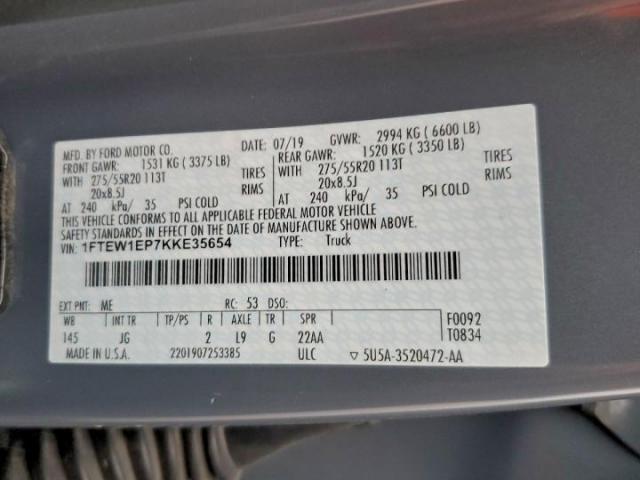 MFD. BY FORD MOTOR CO. DATE: 07/19 GVWR: 2994 KG ( 6600 LB)
FRONT GAWR: 1531 KG ( 3375 LB) REAR GAWR: 1520 KG ( 3350 LB)
WITH 275/55R20 113T TIRES WITH 275/55R20 113T TIRES
20x8.5J RIMS 20x8.5J RIMS
AT 240 kPa/ 35 PSI COLD AT 240 kPa/ 35 PSI COLD
THIS VEHICLE CONFORMS TO ALL APPLICABLE FEDERAL MOTOR VEHICLE
SAFETY STANDARDS IN EFFECT ON THE DATE OF MANUFACTURE SHOWN ABOVE.
VIN: 1FTEW1EP7KKE35654 TYPE: Truck
EXT PNT: ME RC: 53 DSO:
WB INT TR TP/PS R AXLE TR SPR F0092
145 JG 2 L9 G 22AA T0834
MADE IN U.S.A. 2201907253385 ULC ▽ 5U5A-3520472-AA